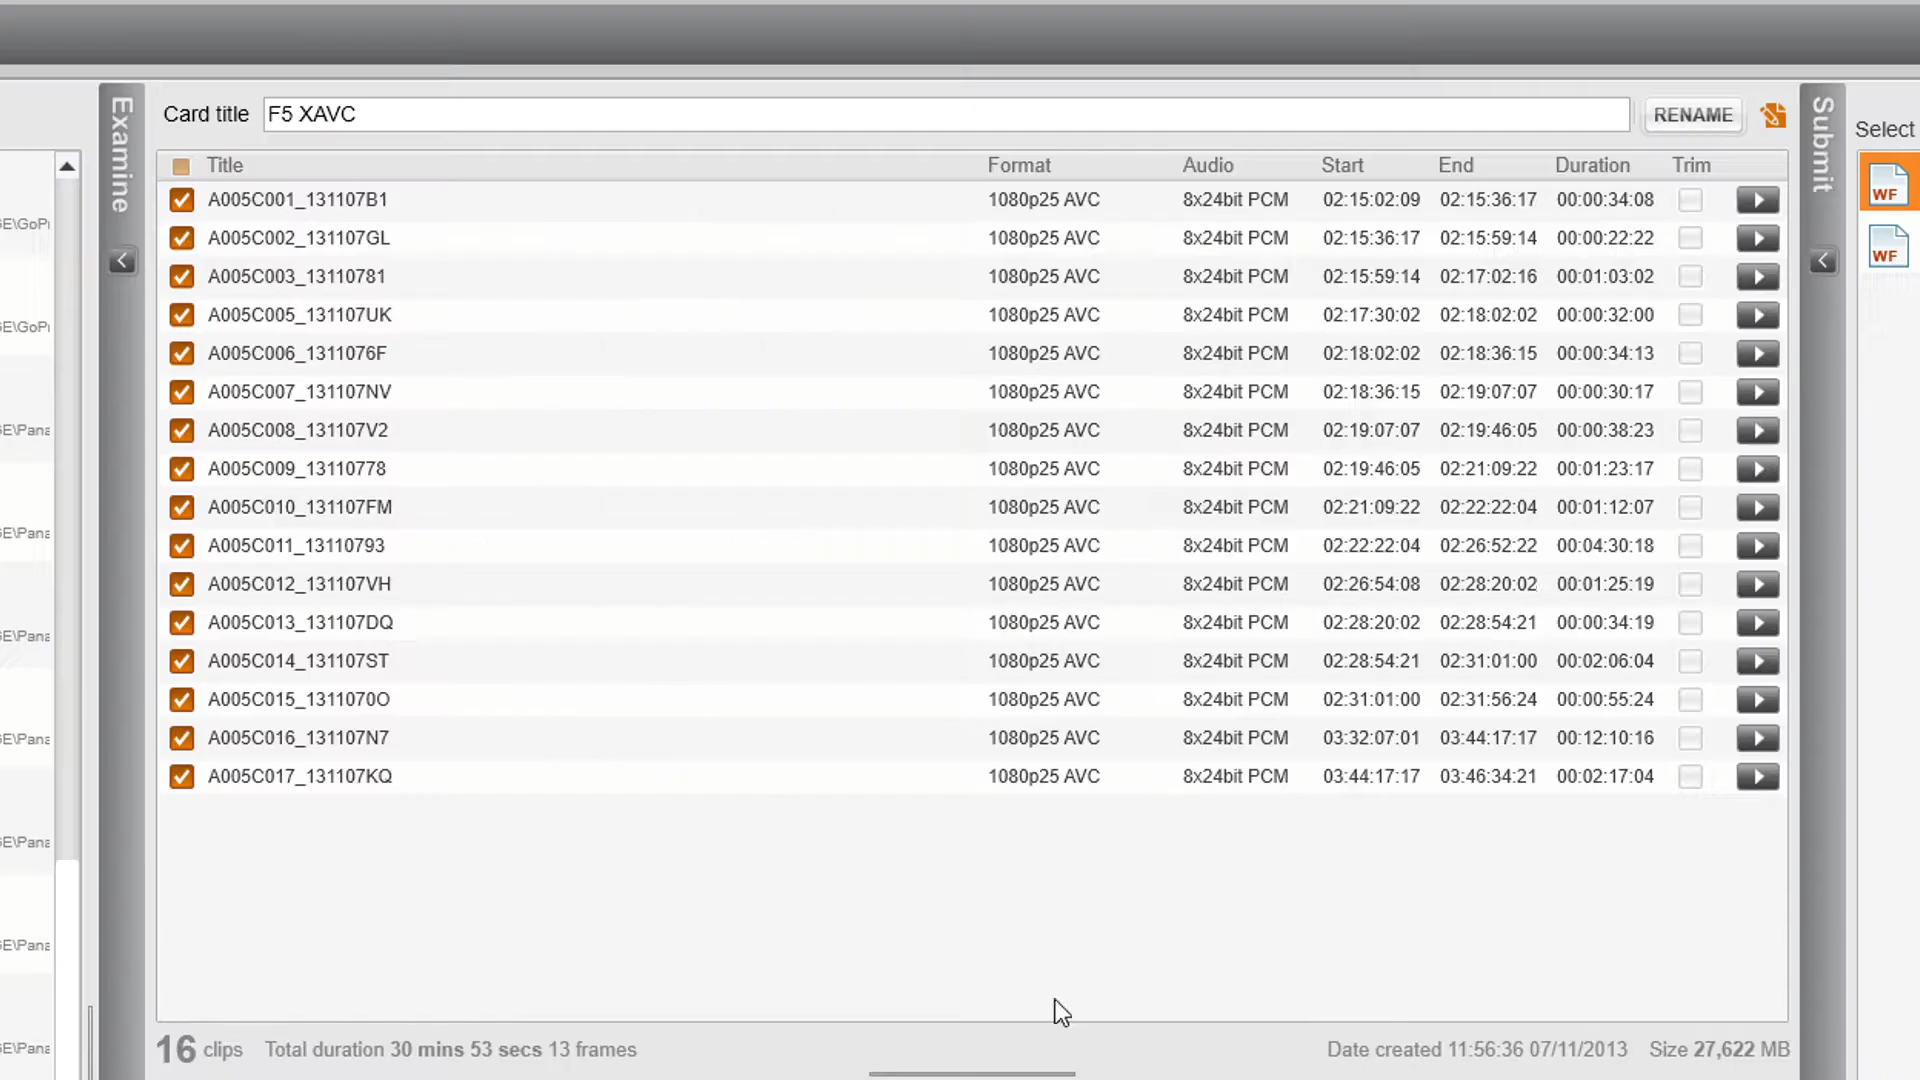 Examine
Card title F5 XAVC RENAME
Submit
Select
Title Format Audio Start End Duration Trim
A005C001_131107B1 1080p25 AVC 8x24bit PCM 02:15:02:09 02:15:36:17 00:00:34:08
A005C002_131107GL 1080p25 AVC 8x24bit PCM 02:15:36:17 02:15:59:14 00:00:22:22
A005C003_13110781 1080p25 AVC 8x24bit PCM 02:15:59:14 02:17:02:16 00:01:03:02
A005C005_131107UK 1080p25 AVC 8x24bit PCM 02:17:30:02 02:18:02:02 00:00:32:00
A005C006_1311076F 1080p25 AVC 8x24bit PCM 02:18:02:02 02:18:36:15 00:00:34:13
A005C007_131107NV 1080p25 AVC 8x24bit PCM 02:18:36:15 02:19:07:07 00:00:30:17
A005C008_131107V2 1080p25 AVC 8x24bit PCM 02:19:07:07 02:19:46:05 00:00:38:23
A005C009_13110778 1080p25 AVC 8x24bit PCM 02:19:46:05 02:21:09:22 00:01:23:17
A005C010_131107FM 1080p25 AVC 8x24bit PCM 02:21:09:22 02:22:22:04 00:01:12:07
A005C011_13110793 1080p25 AVC 8x24bit PCM 02:22:22:04 02:26:52:22 00:04:30:18
A005C012_131107VH 1080p25 AVC 8x24bit PCM 02:26:54:08 02:28:20:02 00:01:25:19
A005C013_131107DQ 1080p25 AVC 8x24bit PCM 02:28:20:02 02:28:54:21 00:00:34:19
A005C014_131107ST 1080p25 AVC 8x24bit PCM 02:28:54:21 02:31:01:00 00:02:06:04
A005C015_1311070O 1080p25 AVC 8x24bit PCM 02:31:01:00 02:31:56:24 00:00:55:24
A005C016_131107N7 1080p25 AVC 8x24bit PCM 03:32:07:01 03:44:17:17 00:12:10:16
A005C017_131107KQ 1080p25 AVC 8x24bit PCM 03:44:17:17 03:46:34:21 00:02:17:04
16 clips Total duration 30 mins 53 secs 13 frames Date created 11:56:36 07/11/2013 Size 27,622 MB
WF
WF